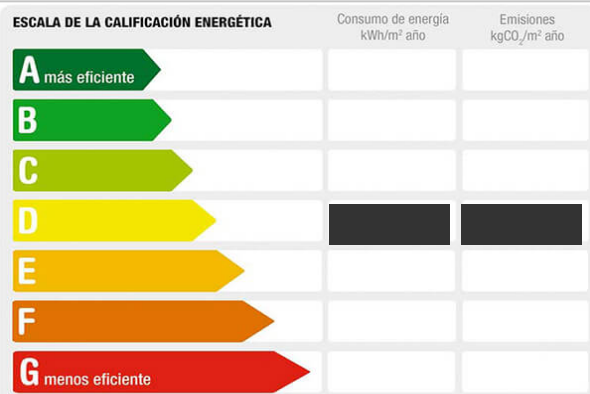 ESCALA DE LA CALIFICACIÓN ENERGÉTICA
Consumo de energía
kWh/m² año
Emisiones
kgCO₂/m² año
A más eficiente
B
C
D
E
F
G menos eficiente